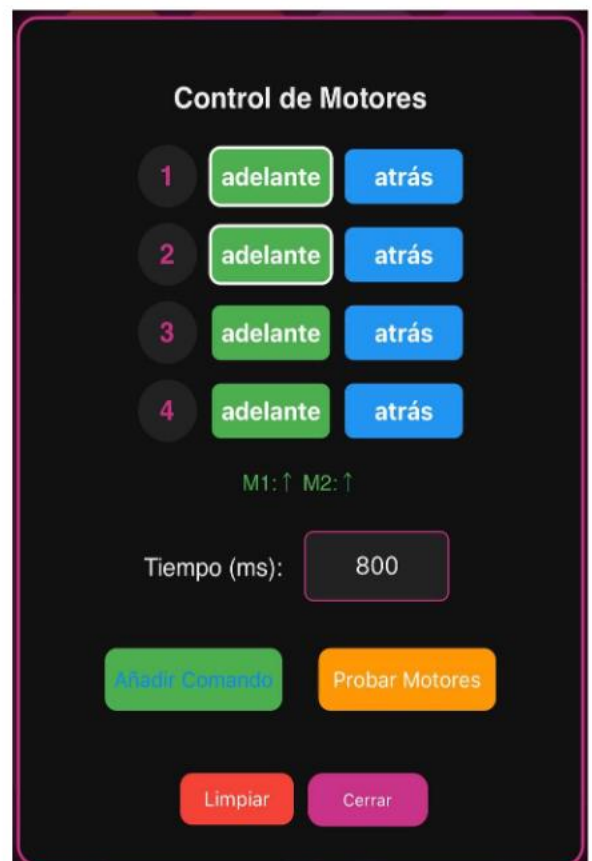 Control de Motores
1 adelante atrás
2 adelante atrás
3 adelante atrás
4 adelante atrás
M1:↑ M2:↑
Tiempo (ms): 800
Añadir Comando Probar Motores
Limpiar Cerrar